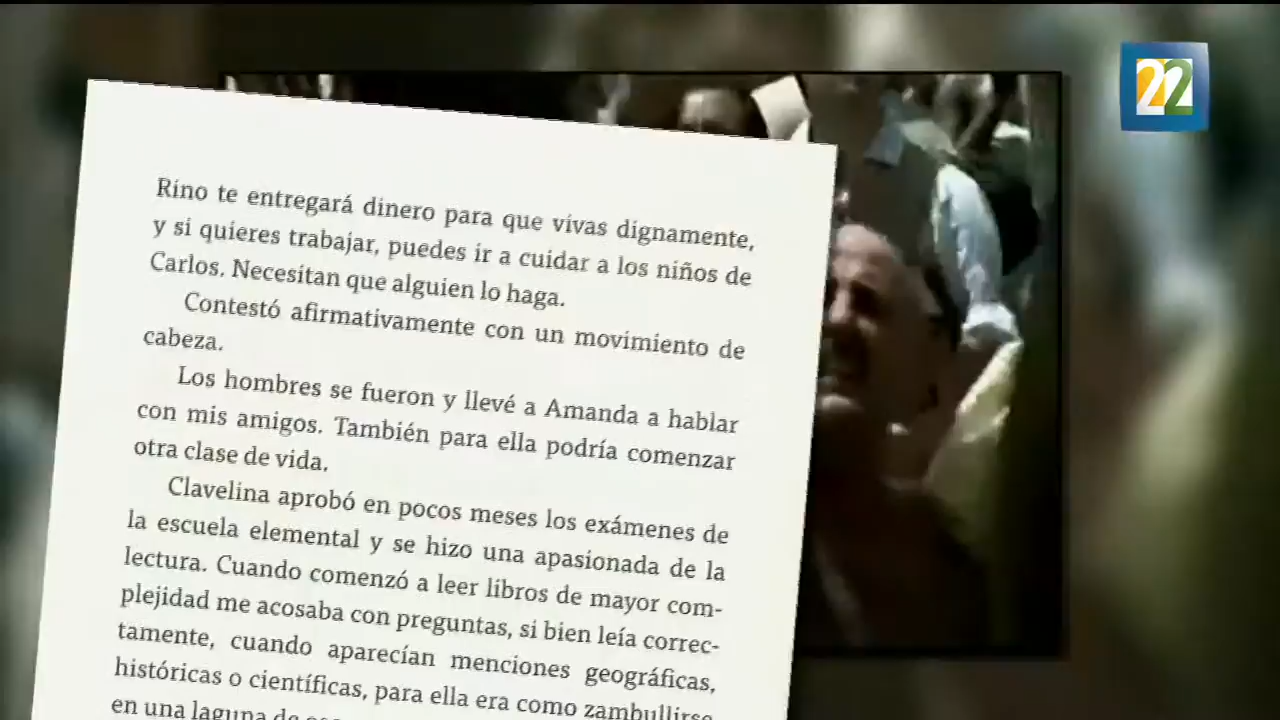 22
Rino te entregará dinero para que vivas dignamente,
y si quieres trabajar, puedes ir a cuidar a los niños de
Carlos. Necesitan que alguien lo haga.
Contestó afirmativamente con un movimiento de
cabeza.
Los hombres se fueron y llevé a Amanda a hablar
con mis amigos. También para ella podría comenzar
otra clase de vida.
Clavelina aprobó en pocos meses los exámenes de
la escuela elemental y se hizo una apasionada de la
lectura. Cuando comenzó a leer libros de mayor com-
plejidad me acosaba con preguntas, si bien leía correc-
tamente, cuando aparecían menciones geográficas,
históricas o científicas, para ella era como zambullirse
en una laguna de